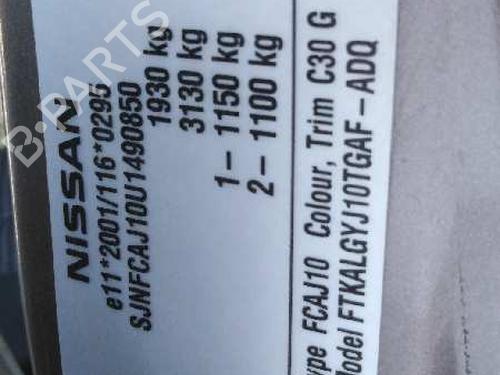 NISSAN
e11*2001/116*0295
SJNFCAJ10U1490850
1930 kg
3130 kg
1- 1150 kg
2- 1100 kg
ype FCAJ10 Colour, Trim C30 G
Model FTKALGYJ10TGAF-ADQ
B-PARTS